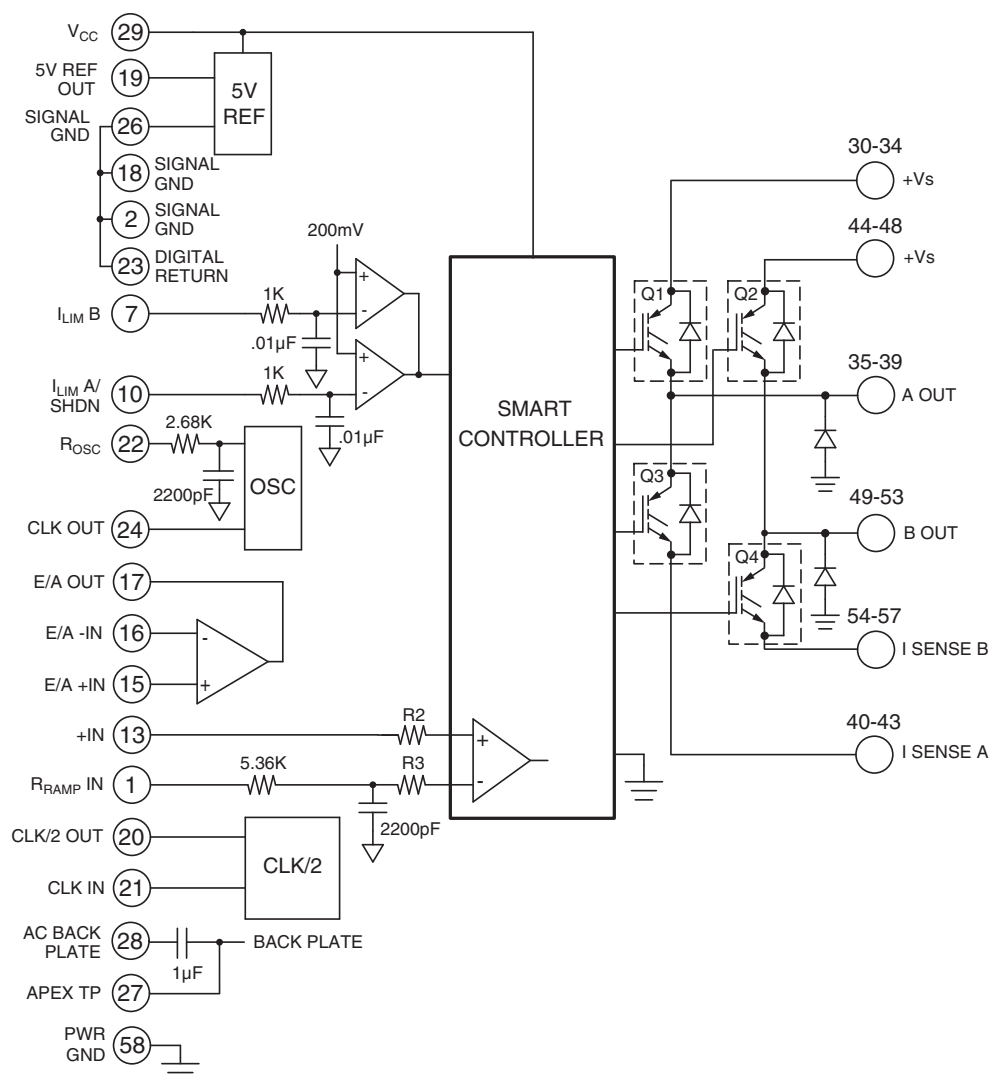 V_CC 29
5V REF
OUT 19
5V
REF
SIGNAL
GND 26
18 SIGNAL
GND
2 SIGNAL
GND
23 DIGITAL
RETURN
200mV
I_LIM B 7
1K
.01µF
+
-
I_LIM A/
SHDN 10
1K
.01µF
+
-
R_OSC 22
2.68K
2200pF
OSC
CLK OUT 24
E/A OUT 17
E/A -IN 16
-
E/A +IN 15
+
+IN 13
R2
+
R_RAMP IN 1
5.36K
R3
-
2200pF
CLK/2 OUT 20
CLK/2
CLK IN 21
AC BACK
PLATE 28
1µF
BACK PLATE
APEX TP 27
PWR
GND 58
SMART
CONTROLLER
Q1
Q2
Q3
Q4
30-34
+Vs
44-48
+Vs
35-39
A OUT
49-53
B OUT
54-57
I SENSE B
40-43
I SENSE A